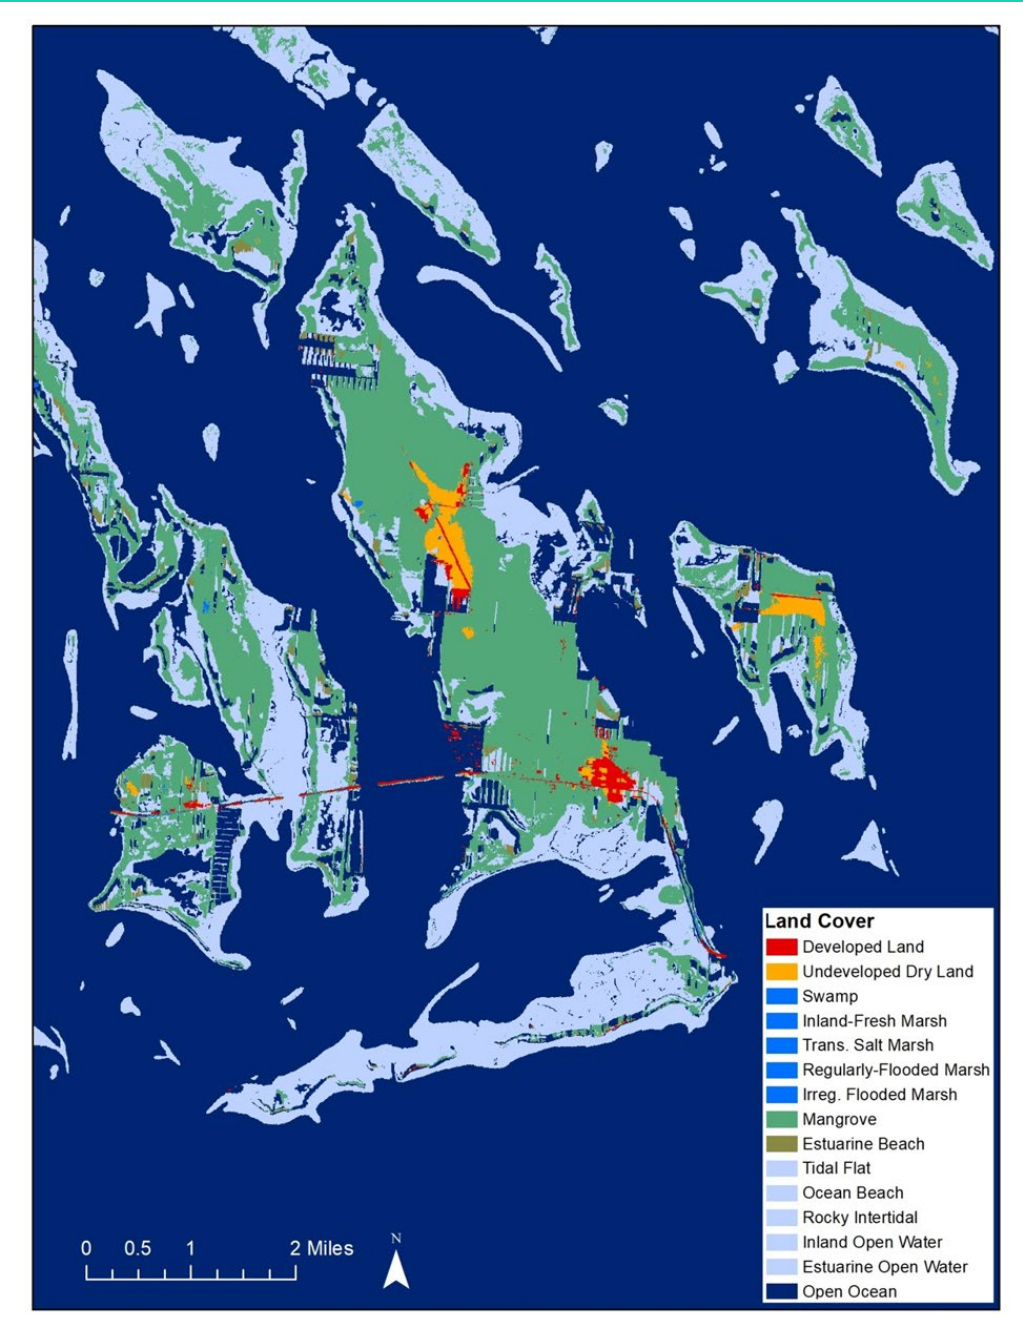 Land Cover
Developed Land
Undeveloped Dry Land
Swamp
Inland-Fresh Marsh
Trans. Salt Marsh
Regularly-Flooded Marsh
Irreg. Flooded Marsh
Mangrove
Estuarine Beach
Tidal Flat
Ocean Beach
Rocky Intertidal
Inland Open Water
Estuarine Open Water
Open Ocean
N
0 0.5 1 2 Miles